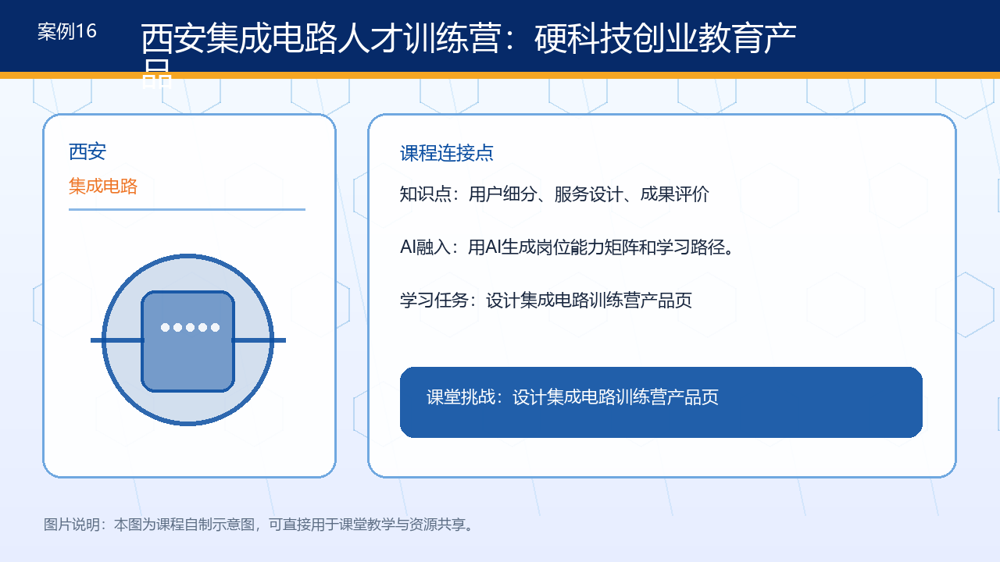 案例16
西安集成电路人才训练营：硬科技创业教育产
品
西安
集成电路
课程连接点
知识点：用户细分、服务设计、成果评价
AI融入：用AI生成岗位能力矩阵和学习路径。
学习任务：设计集成电路训练营产品页
课堂挑战：设计集成电路训练营产品页
图片说明：本图为课程自制示意图，可直接用于课堂教学与资源共享。